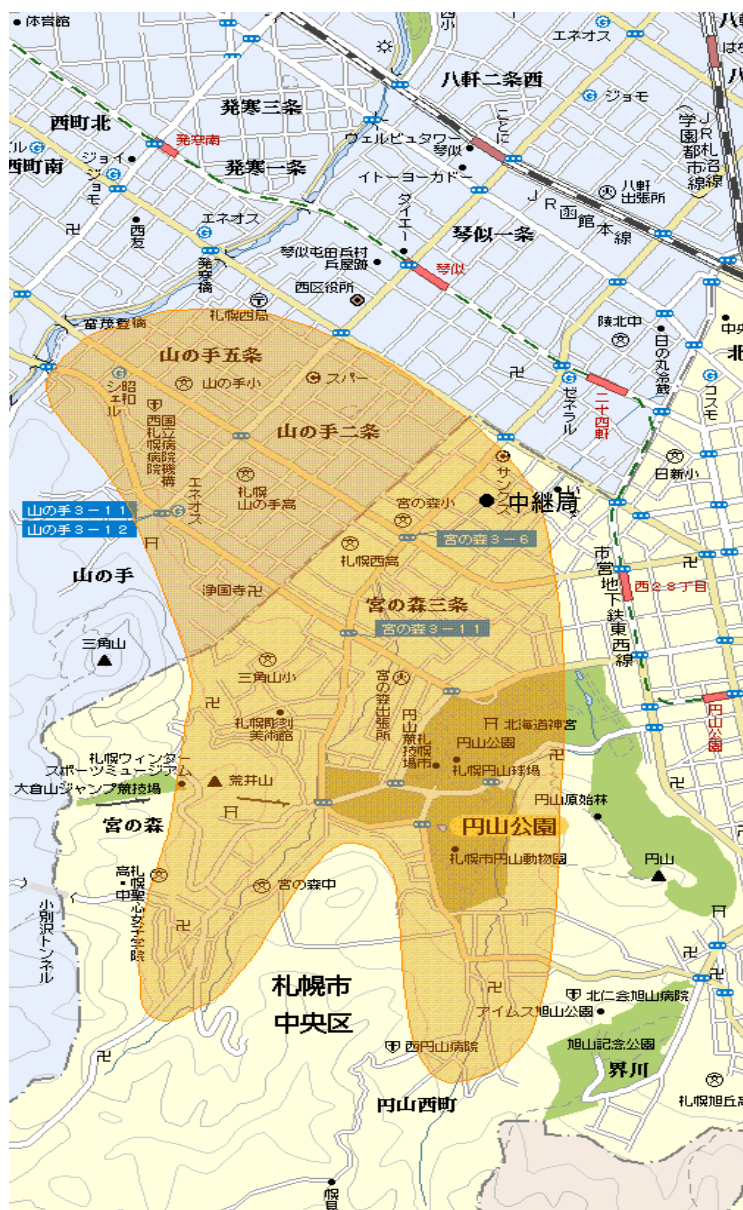 体育館
エネオス
八軒二条西
ジョモ
発寒三条
西町北
発寒南
ことに
ウェルビュタワー
琴似
イトーヨーカドー
JR札沼線
(学園都市線)
西町南
ジョイ
ジョモ
発寒一条
八軒出張所
JR函館本線
ダイエー
琴似一条
西友
エネオス
発寒橋
琴似屯田兵村兵屋跡
琴似
西区役所
札幌西局
富茂登橋
陵北中
日の丸冷蔵
山の手五条
昭和シェル
山の手小
スパー
ゼネラル
二十四軒
コスモ
国立病院機構
西札幌病院
山の手二条
サンクス
日新小
エネオス
札幌山の手高
宮の森小
中継局
山の手3-11
山の手3-12
宮の森3-6
山の手
札幌西高
浄国寺
市営地下鉄東西線
西28丁目
宮の森三条
宮の森3-11
三角山
三角山小
宮の森出張所
札幌彫刻美術館
円山公園
北海道神宮
札幌市円山競技場
円山公園
札幌円山球場
札幌ウィンタースポーツミュージアム
大倉山ジャンプ競技場
荒井山
宮の森
円山原始林
円山公園
円山
札幌市円山動物園
札幌聖心女子学院
高中
宮の森中
小別沢トンネル
札幌市
中央区
北仁会旭山病院
アイムス旭山公園
旭山記念公園
西円山病院
界川
円山西町
札幌旭丘高
幌見